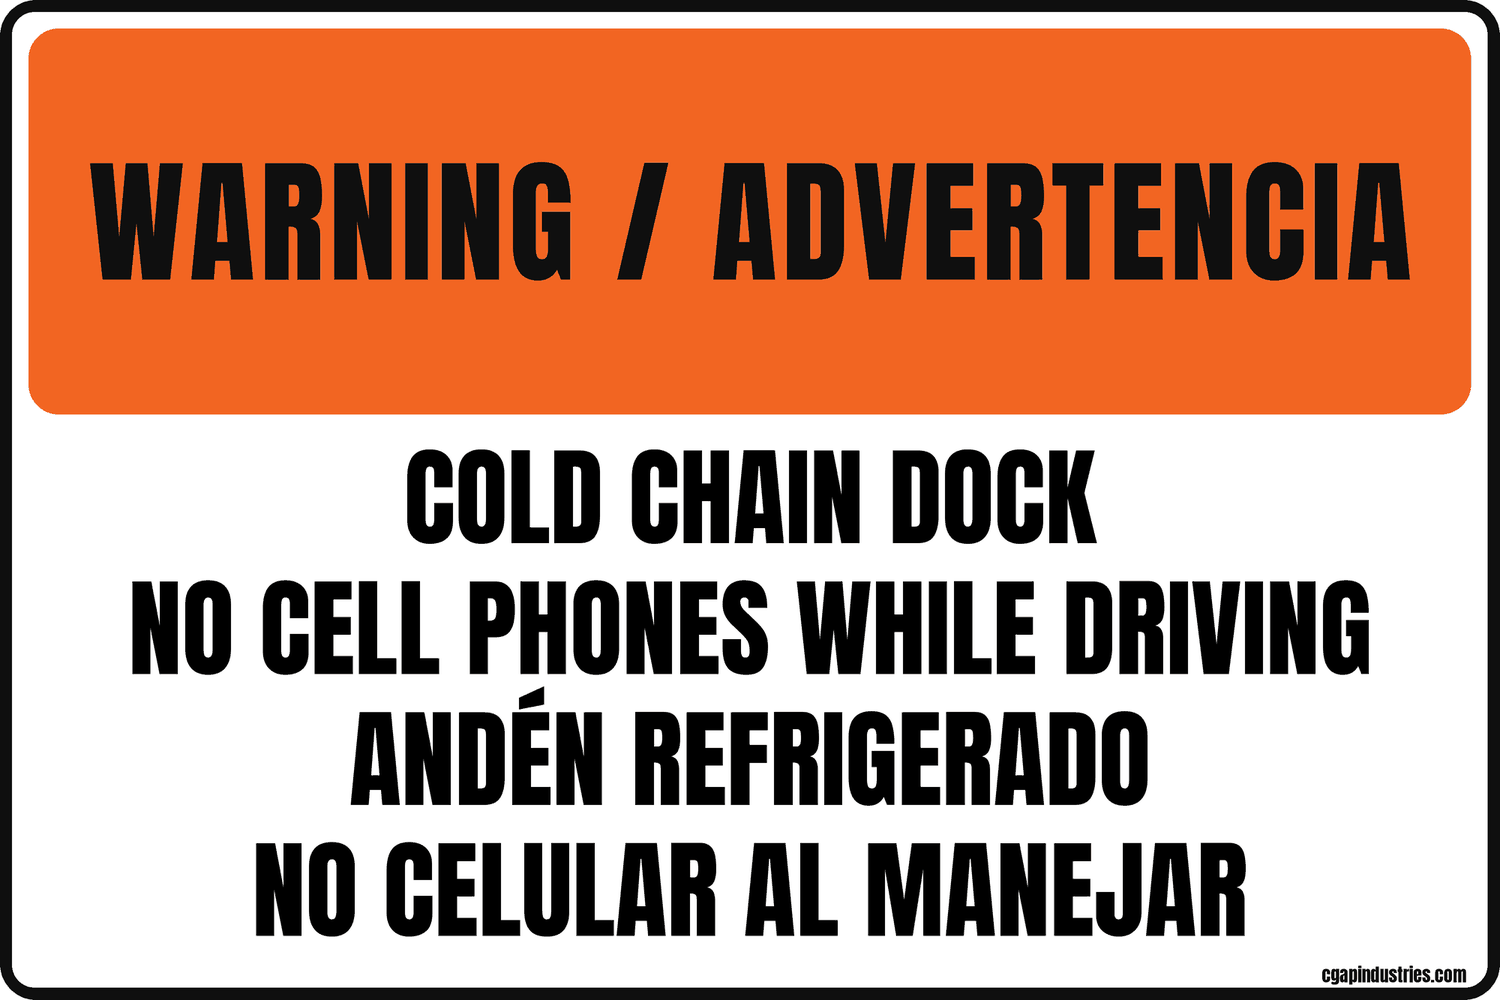 WARNING / ADVERTENCIA
COLD CHAIN DOCK
NO CELL PHONES WHILE DRIVING
ANDÉN REFRIGERADO
NO CELULAR AL MANEJAR
cgapindustries.com